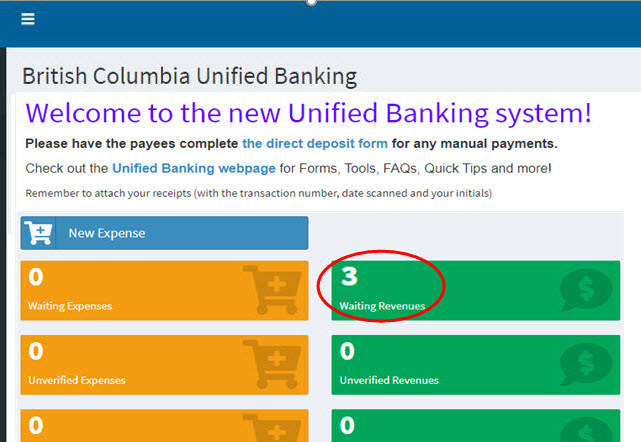 British Columbia Unified Banking
Welcome to the new Unified Banking system!
Please have the payees complete the direct deposit form for any manual payments.
Check out the Unified Banking webpage for Forms, Tools, FAQs, Quick Tips and more!
Remember to attach your receipts (with the transaction number, date scanned and your initials)
New Expense
0
Waiting Expenses
3
Waiting Revenues
0
Unverified Expenses
0
Unverified Revenues
0
0